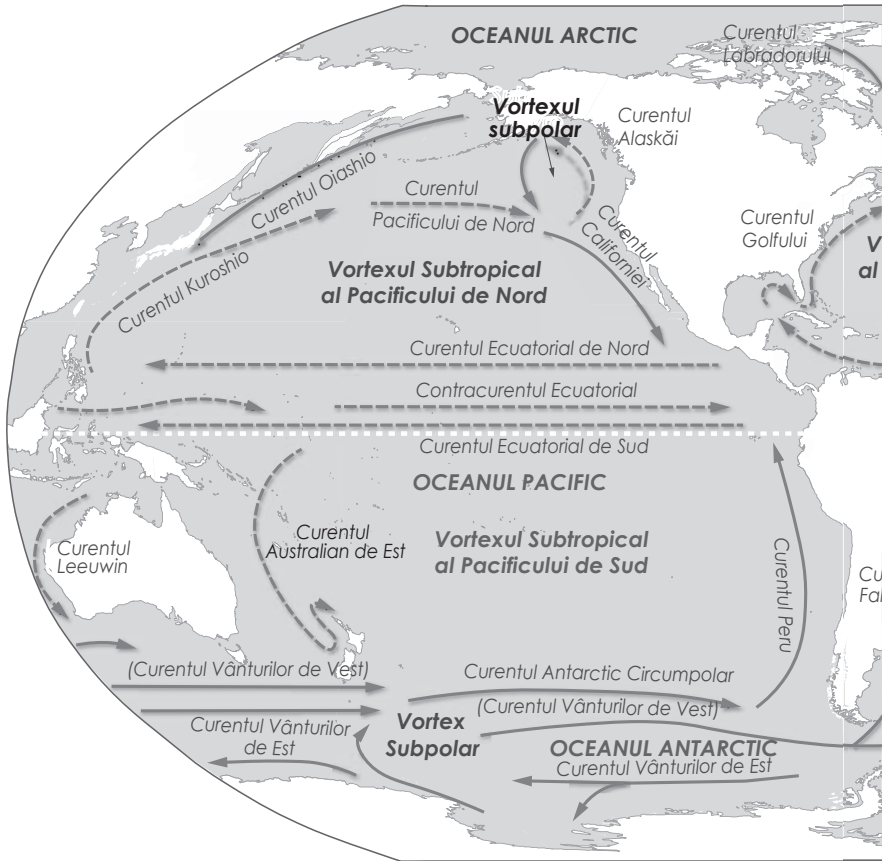 OCEANUL ARCTIC
Curentul
Labradorului
Vortexul
subpolar
Curentul
Alaskăi
Curentul Oiashio
Curentul
Pacificului de Nord
Curentul
Californiei
Curentul
Golfului
V
al
Curentul Kuroshio
Vortexul Subtropical
al Pacificului de Nord
Curentul Ecuatorial de Nord
Contracurentul Ecuatorial
Curentul Ecuatorial de Sud
OCEANUL PACIFIC
Curentul
Australian de Est
Vortexul Subtropical
al Pacificului de Sud
Curentul
Leeuwin
Curentul Peru
Cu
Fal
(Curentul Vânturilor de Vest)
Curentul Antarctic Circumpolar
(Curentul Vânturilor de Vest)
Curentul Vânturilor
de Est
Vortex
Subpolar
OCEANUL ANTARCTIC
Curentul Vânturilor de Est